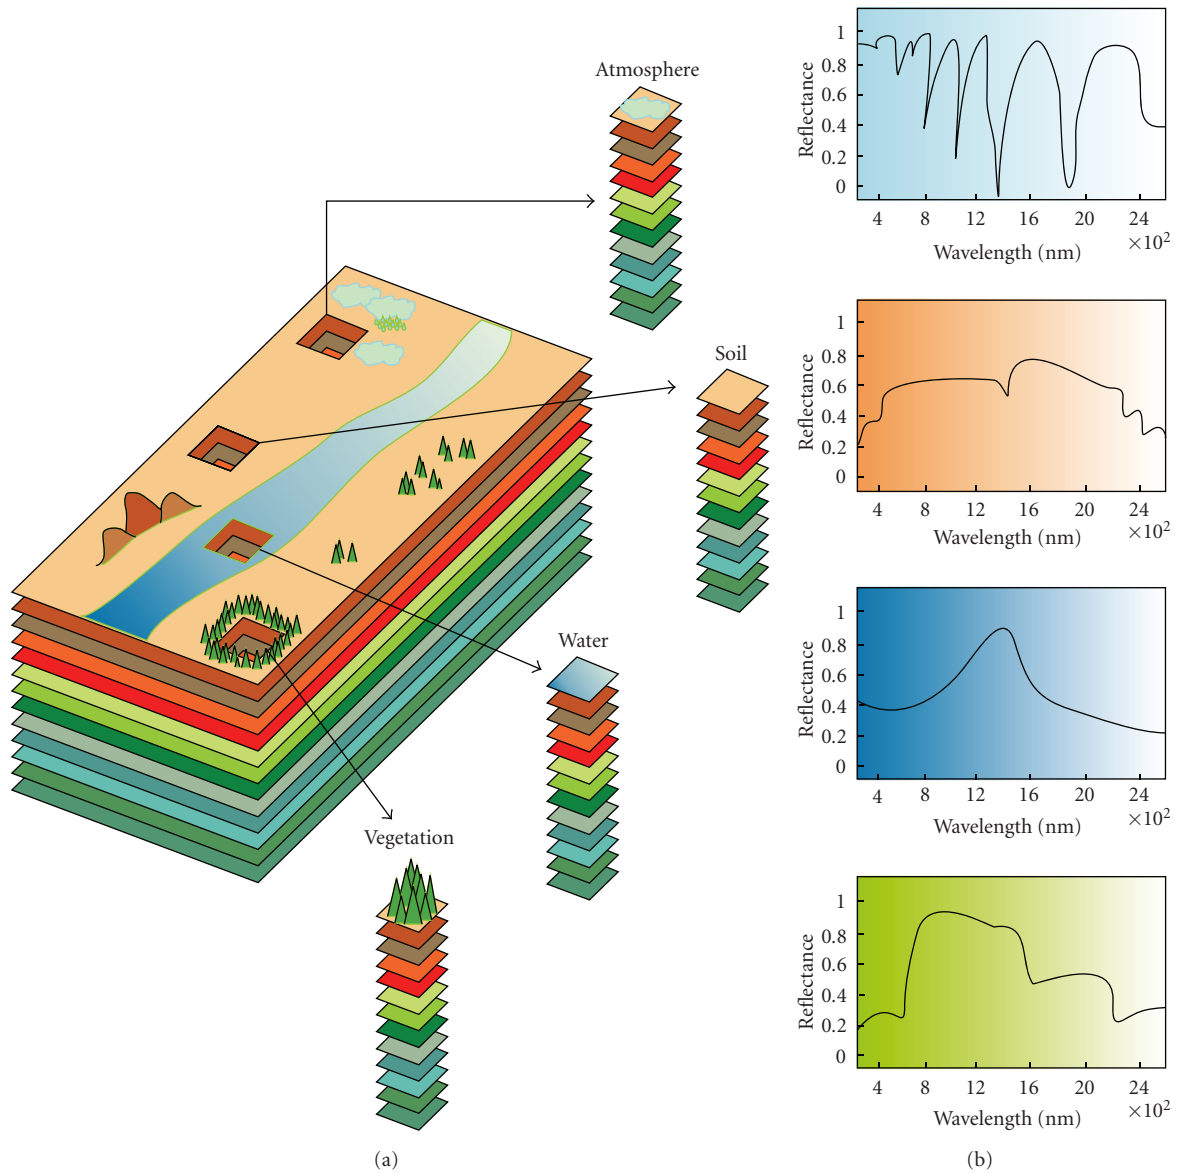 Atmosphere
Soil
Water
Vegetation
(a)
1
0.8
0.6
0.4
0.2
0
Reflectance
4 8 12 16 20 24
×10²
Wavelength (nm)
1
0.8
0.6
0.4
0.2
0
Reflectance
4 8 12 16 20 24
×10²
Wavelength (nm)
1
0.8
0.6
0.4
0.2
0
Reflectance
4 8 12 16 20 24
×10²
Wavelength (nm)
1
0.8
0.6
0.4
0.2
0
Reflectance
4 8 12 16 20 24
×10²
Wavelength (nm)
(b)